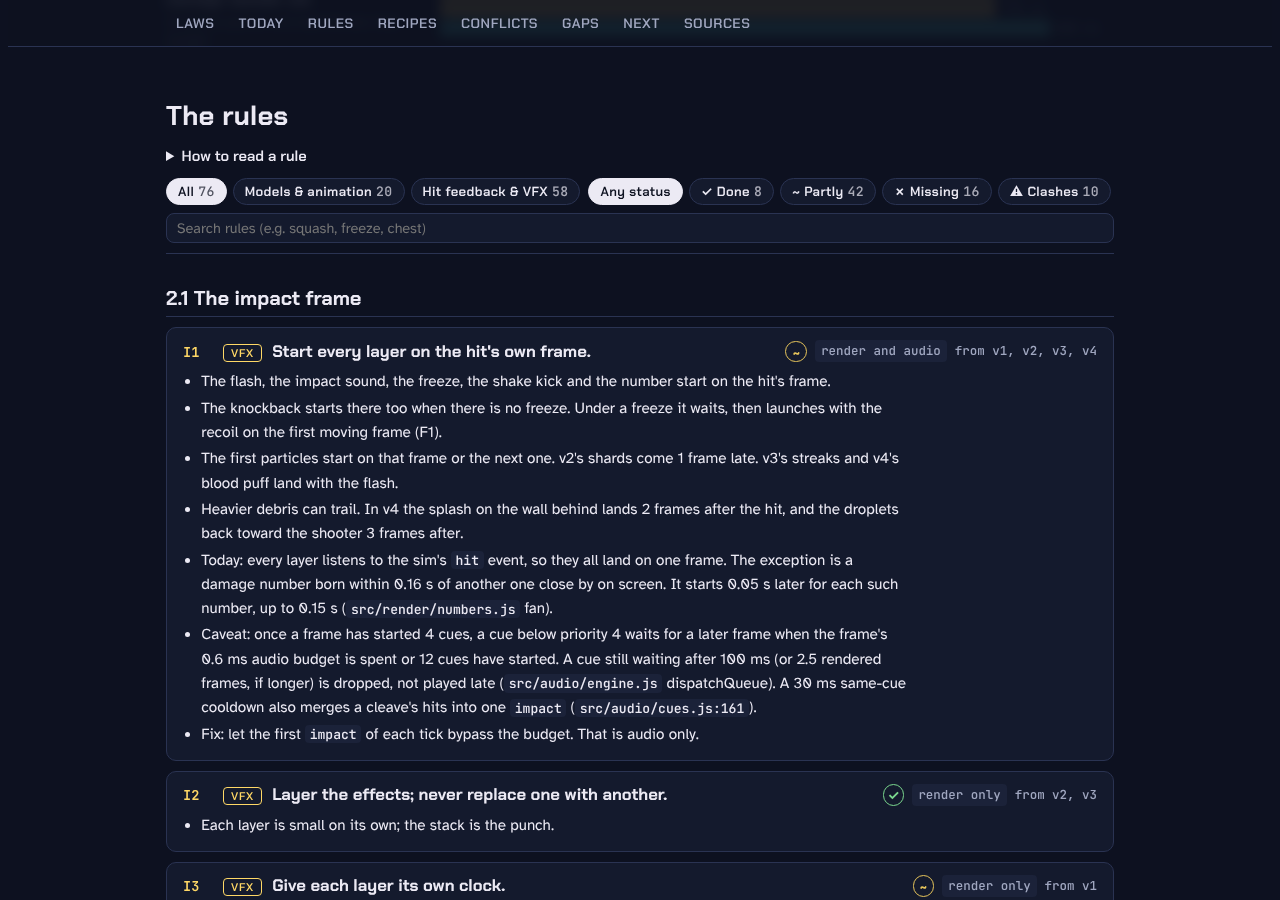 LAWS TODAY RULES RECIPES CONFLICTS GAPS NEXT SOURCES
The rules
▶ How to read a rule
All 76 Models & animation 20 Hit feedback & VFX 58 Any status ✓ Done 8 ~ Partly 42 × Missing 16 ⚠ Clashes 10
Search rules (e.g. squash, freeze, chest)
2.1 The impact frame
I1 VFX Start every layer on the hit's own frame. ~ render and audio from v1, v2, v3, v4
• The flash, the impact sound, the freeze, the shake kick and the number start on the hit's frame.
• The knockback starts there too when there is no freeze. Under a freeze it waits, then launches with the
recoil on the first moving frame (F1).
• The first particles start on that frame or the next one. v2's shards come 1 frame late. v3's streaks and v4's
blood puff land with the flash.
• Heavier debris can trail. In v4 the splash on the wall behind lands 2 frames after the hit, and the droplets
back toward the shooter 3 frames after.
• Today: every layer listens to the sim's hit event, so they all land on one frame. The exception is a
damage number born within 0.16 s of another one close by on screen. It starts 0.05 s later for each such
number, up to 0.15 s ( src/render/numbers.js fan).
• Caveat: once a frame has started 4 cues, a cue below priority 4 waits for a later frame when the frame's
0.6 ms audio budget is spent or 12 cues have started. A cue still waiting after 100 ms (or 2.5 rendered
frames, if longer) is dropped, not played late ( src/audio/engine.js dispatchQueue). A 30 ms same-cue
cooldown also merges a cleave's hits into one impact ( src/audio/cues.js:161 ).
• Fix: let the first impact of each tick bypass the budget. That is audio only.
I2 VFX Layer the effects; never replace one with another. ✓ render only from v2, v3
• Each layer is small on its own; the stack is the punch.
I3 VFX Give each layer its own clock. ~ render only from v1